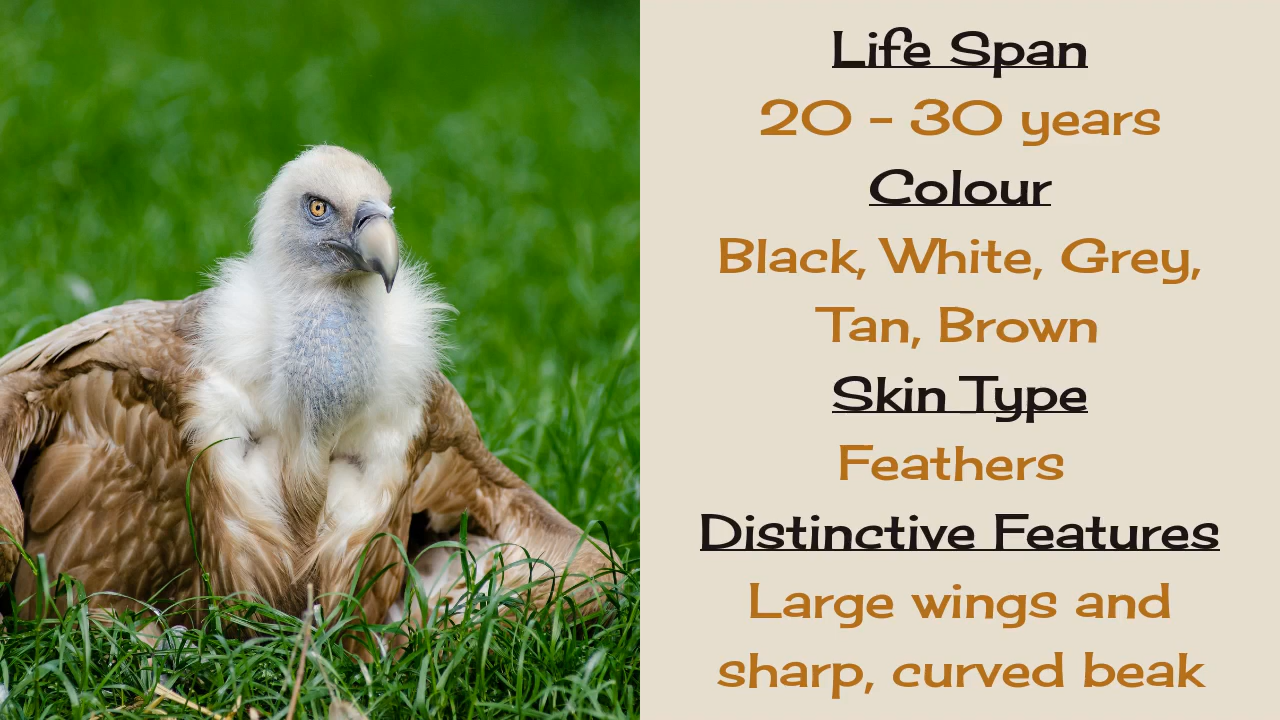 Life Span
20 - 30 years
Colour
Black, White, Grey,
Tan, Brown
Skin Type
Feathers
Distinctive Features
Large wings and
sharp, curved beak